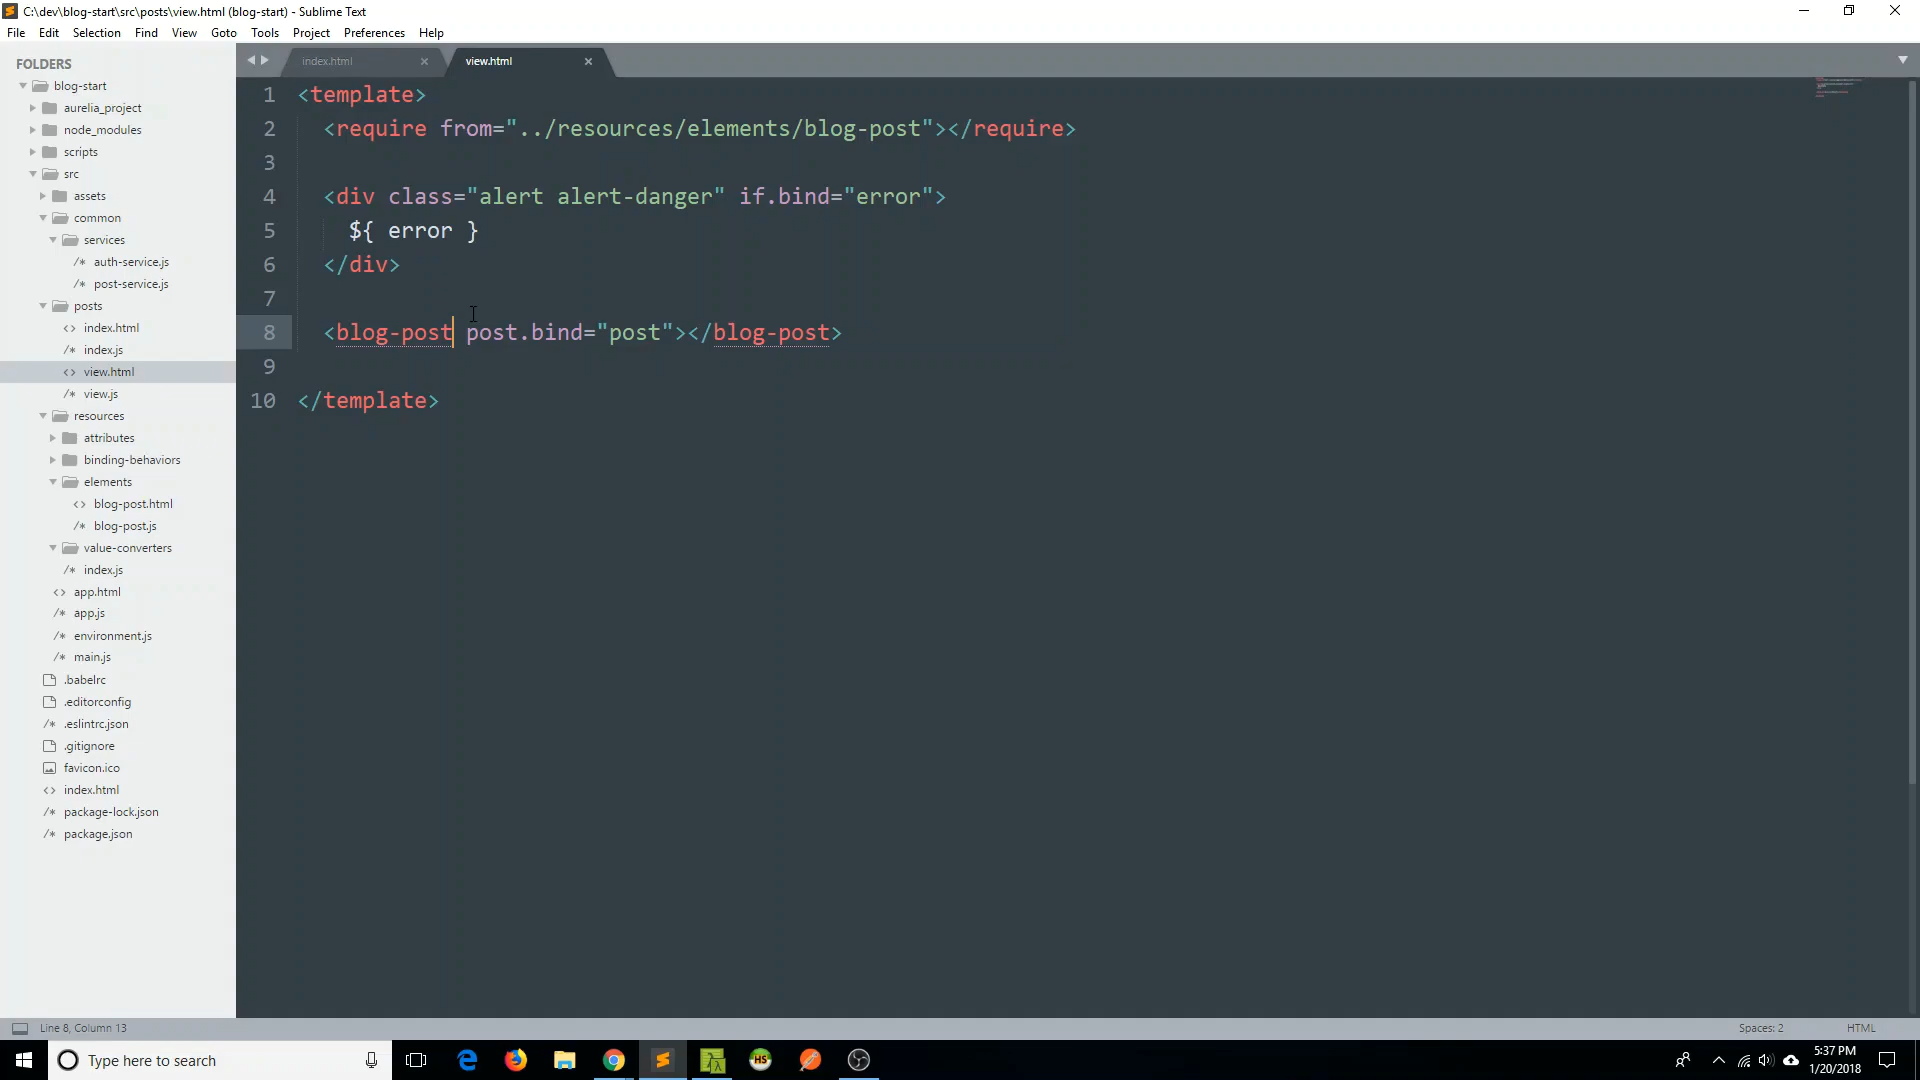 C:\dev\blog-start\src\posts\view.html (blog-start) - Sublime Text
File Edit Selection Find View Goto Tools Project Preferences Help
FOLDERS
blog-start
aurelia_project
node_modules
scripts
src
assets
common
services
/* auth-service.js
/* post-service.js
posts
<> index.html
/* index.js
<> view.html
/* view.js
resources
attributes
binding-behaviors
elements
<> blog-post.html
/* blog-post.js
value-converters
/* index.js
<> app.html
/* app.js
/* environment.js
/* main.js
.babelrc
.editorconfig
/* .eslintrc.json
.gitignore
favicon.ico
<> index.html
/* package-lock.json
/* package.json
index.html × view.html ×
1 <template>
2 <require from="../resources/elements/blog-post"></require>
3
4 <div class="alert alert-danger" if.bind="error">
5 ${ error }
6 </div>
7
8 <blog-post post.bind="post"></blog-post>
9
10 </template>
Line 8, Column 13
Spaces: 2 HTML
Type here to search
HS
5:37 PM
1/20/2018